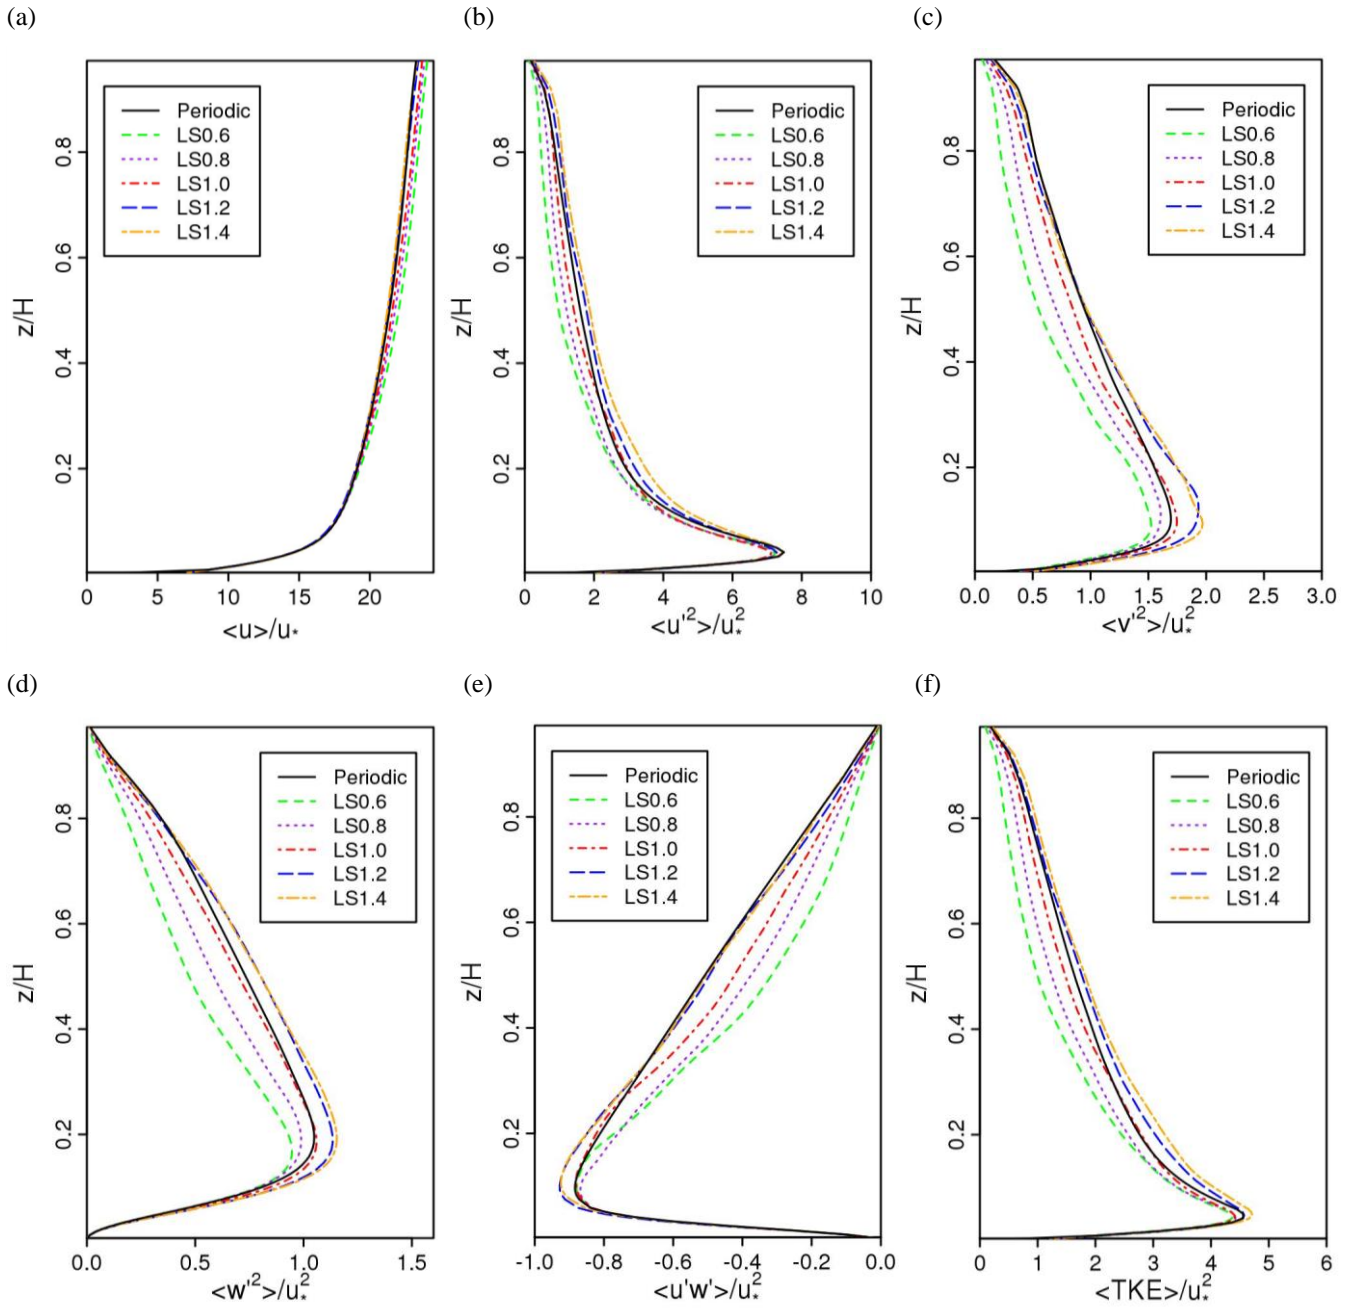 (a)
(b)
(c)
Periodic
LS0.6
LS0.8
LS1.0
LS1.2
LS1.4
z/H
0.2
0.4
0.6
0.8
0 5 10 15 20
<u>/u*
Periodic
LS0.6
LS0.8
LS1.0
LS1.2
LS1.4
z/H
0.2
0.4
0.6
0.8
0 2 4 6 8 10
<u'²>/u*²
Periodic
LS0.6
LS0.8
LS1.0
LS1.2
LS1.4
z/H
0.2
0.4
0.6
0.8
0.0 0.5 1.0 1.5 2.0 2.5 3.0
<v'²>/u*²
(d)
(e)
(f)
Periodic
LS0.6
LS0.8
LS1.0
LS1.2
LS1.4
z/H
0.2
0.4
0.6
0.8
0.0 0.5 1.0 1.5
<w'²>/u*²
Periodic
LS0.6
LS0.8
LS1.0
LS1.2
LS1.4
z/H
0.2
0.4
0.6
0.8
-1.0 -0.8 -0.6 -0.4 -0.2 0.0
<u'w'>/u*²
Periodic
LS0.6
LS0.8
LS1.0
LS1.2
LS1.4
z/H
0.2
0.4
0.6
0.8
0 1 2 3 4 5 6
<TKE>/u*²